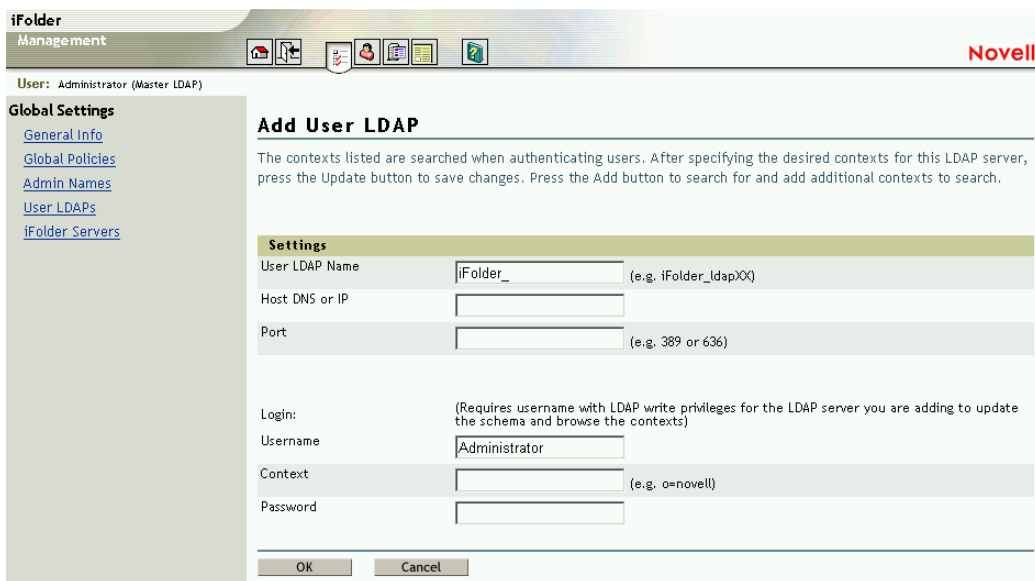 iFolder
Management
Novell
User: Administrator (Master LDAP)
Global Settings
General Info
Global Policies
Admin Names
User LDAPs
iFolder Servers
Add User LDAP
The contexts listed are searched when authenticating users. After specifying the desired contexts for this LDAP server,
press the Update button to save changes. Press the Add button to search for and add additional contexts to search.
Settings
User LDAP Name iFolder_ (e.g. iFolder_ldapXX)
Host DNS or IP
Port (e.g. 389 or 636)
Login: (Requires username with LDAP write privileges for the LDAP server you are adding to update
the schema and browse the contexts)
Username Administrator
Context (e.g. o=novell)
Password
OK Cancel